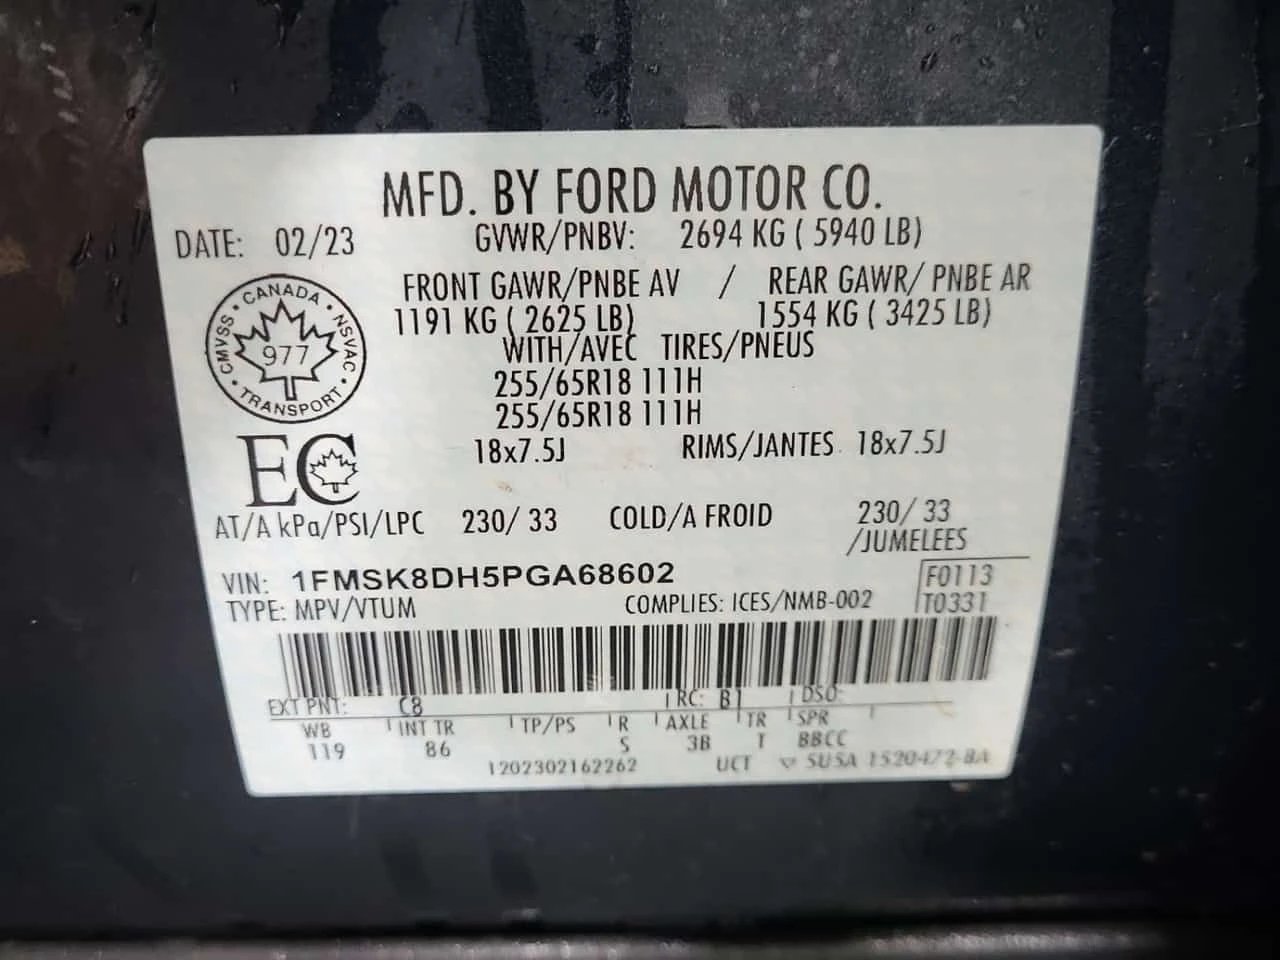 MFD. BY FORD MOTOR CO.
DATE: 02/23 GVWR/PNBV: 2694 KG ( 5940 LB)
FRONT GAWR/PNBE AV / REAR GAWR/ PNBE AR
1191 KG ( 2625 LB) 1554 KG ( 3425 LB)
WITH/AVEC TIRES/PNEUS
255/65R18 111H
255/65R18 111H
18x7.5J RIMS/JANTES 18x7.5J
CANADA
CMVSS 977 NSVAC
TRANSPORT
EC
AT/A kPa/PSI/LPC 230/ 33 COLD/A FROID 230/ 33
/JUMELEES
VIN: 1FMSK8DH5PGA68602 F0113
TYPE: MPV/VTUM COMPLIES: ICES/NMB-002 T0331
EXT PNT: C8 RC: B1 DSO:
WB INT TR TP/PS R AXLE TR SPR
119 86 S 3B T BBCC
1202302162262 UCT SU5A 1520472-BA